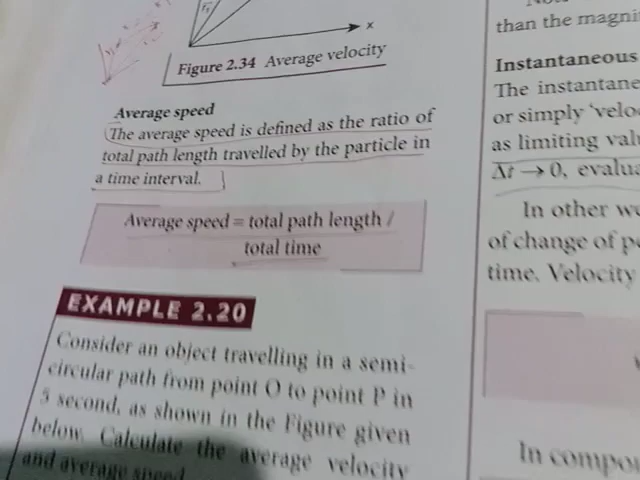 x
Figure 2.34 Average velocity
Average speed
The average speed is defined as the ratio of
total path length travelled by the particle in
a time interval.
Average speed = total path length /
total time
EXAMPLE 2.20
Consider an object travelling in a semi-
circular path from point O to point P in
5 second, as shown in the Figure given
below. Calculate the average velocity
and average speed.
than the magni
Instantaneous
The instantane
or simply ‘velo
as limiting val
Δt → 0, evalua
In other w
of change of p
time. Velocity
In compo